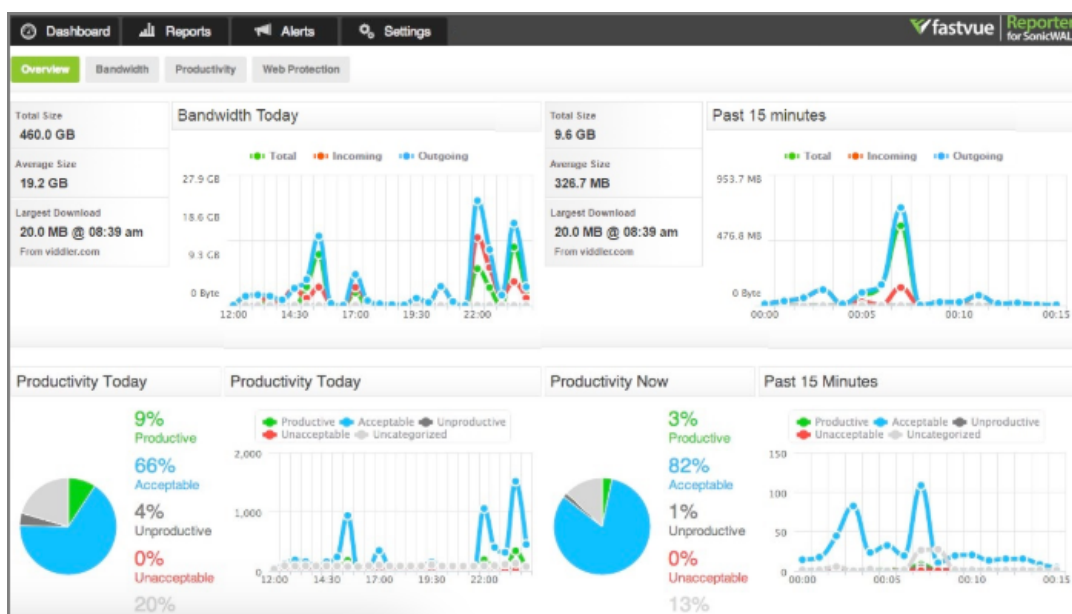 Dashboard Reports Alerts Settings
fastvue Reporter
for SonicWAL
Overview Bandwidth Productivity Web Protection
Total Size
460.0 GB
Average Size
19.2 GB
Largest Download
20.0 MB @ 08:39 am
From viddler.com
Bandwidth Today
Total Incoming Outgoing
27.9 GB
18.6 GB
9.3 GB
0 Byte
12:00 14:30 17:00 19:30 22:00
Total Size
9.6 GB
Average Size
326.7 MB
Largest Download
20.0 MB @ 08:39 am
From viddler.com
Past 15 minutes
Total Incoming Outgoing
953.7 MB
476.8 MB
0 Byte
00:00 00:05 00:10 00:15
Productivity Today
9%
Productive
66%
Acceptable
4%
Unproductive
0%
Unacceptable
20%
Productivity Today
Productive Acceptable Unproductive
Unacceptable Uncategorized
2,000
1,000
0
12:00 14:30 17:00 19:30 22:00
Productivity Now
3%
Productive
82%
Acceptable
1%
Unproductive
0%
Unacceptable
13%
Past 15 Minutes
Productive Acceptable Unproductive
Unacceptable Uncategorized
150
100
50
0
00:00 00:05 00:10 00:15